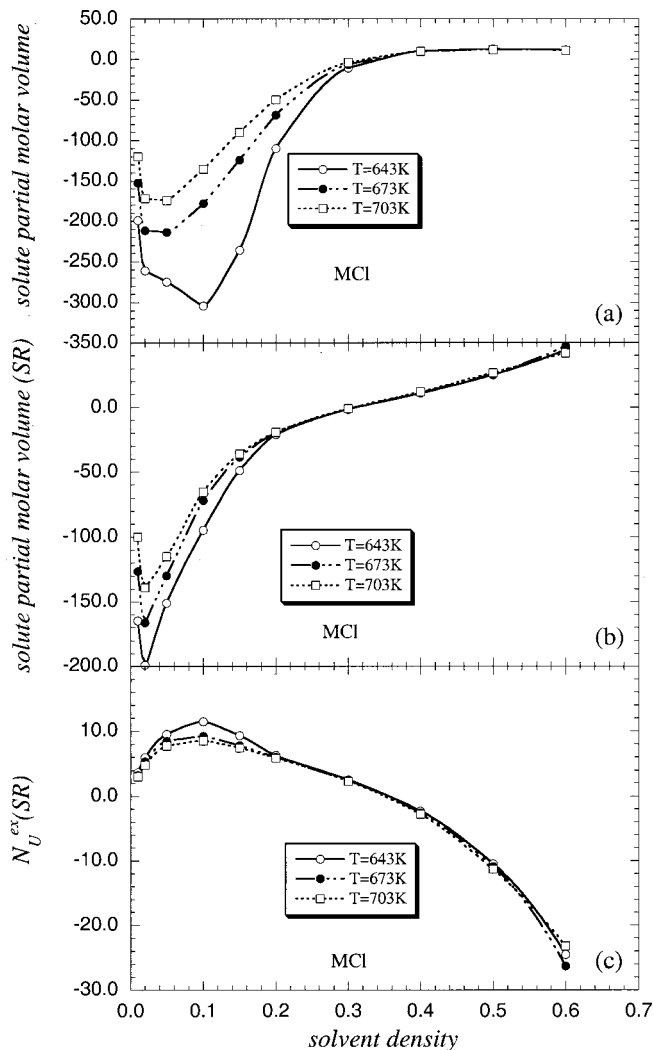 50.0
0.0
-50.0
-100.0
-150.0
-200.0
-250.0
-300.0
-350.0
solute partial molar volume
T=643K
T=673K
T=703K
MCl
(a)
0.0
-50.0
-100.0
-150.0
-200.0
solute partial molar volume (SR)
T=643K
T=673K
T=703K
MCl
(b)
10.0
0.0
-10.0
-20.0
-30.0
N_U^ex(SR)
T=643K
T=673K
T=703K
MCl
(c)
0.0 0.1 0.2 0.3 0.4 0.5 0.6 0.7
solvent density